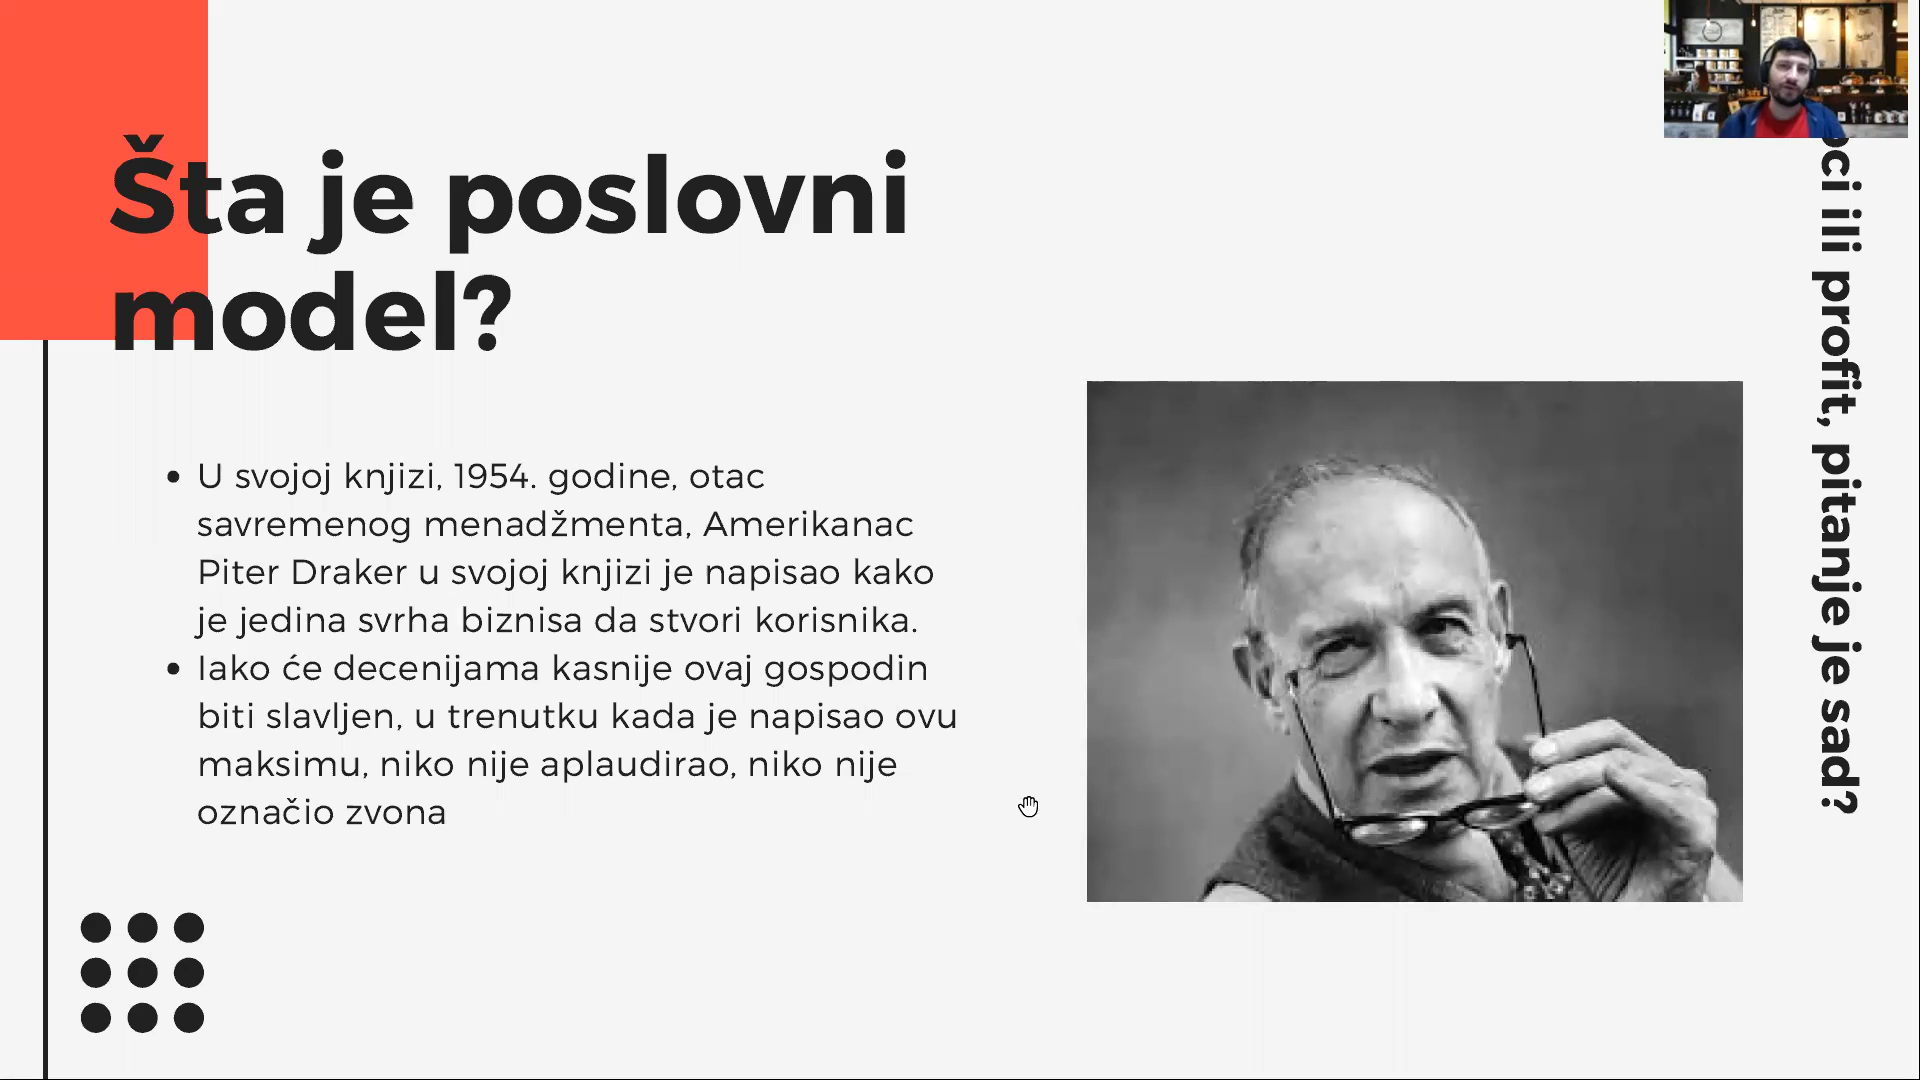 Šta je poslovni
model?
U svojoj knjizi, 1954. godine, otac
savremenog menadžmenta, Amerikanac
Piter Draker u svojoj knjizi je napisao kako
je jedina svrha biznisa da stvori korisnika.
Iako će decenijama kasnije ovaj gospodin
biti slavljen, u trenutku kada je napisao ovu
maksimu, niko nije aplaudirao, niko nije
označio zvona
ili profit, pitanje je sad?